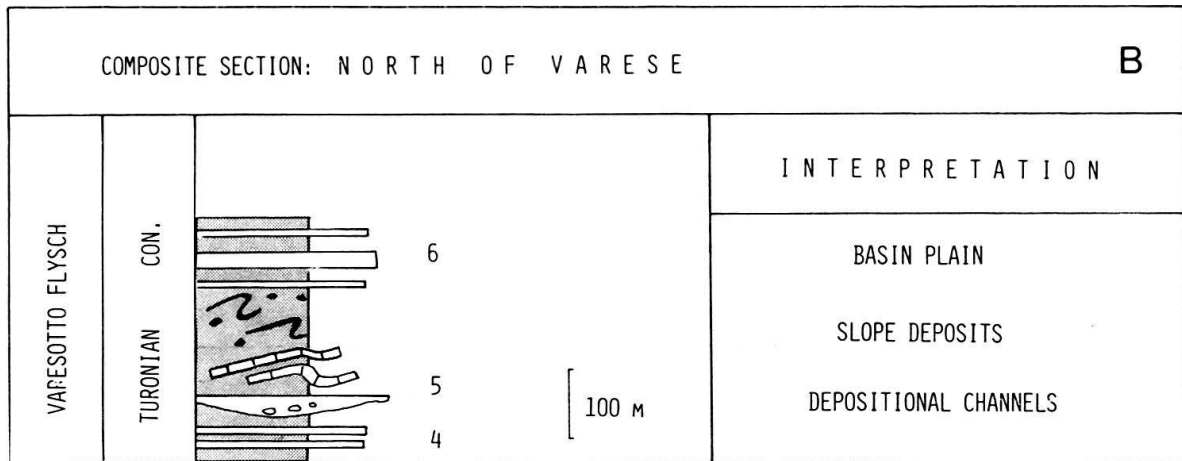 COMPOSITE SECTION: NORTH OF VARESE
B
VARESOTTO FLYSCH
CON.
TURONIAN
6
5
4
100 M
INTERPRETATION
BASIN PLAIN
SLOPE DEPOSITS
DEPOSITIONAL CHANNELS